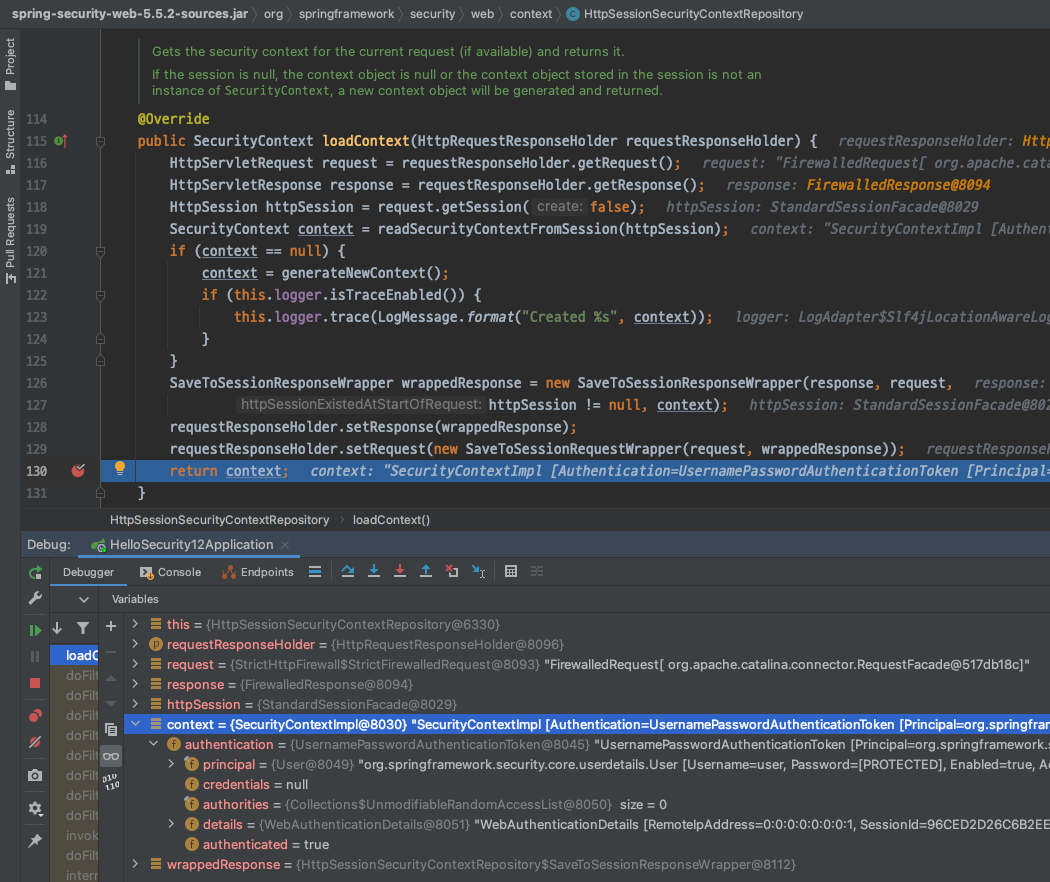 spring-security-web-5.5.2-sources.jar org springframework security web context HttpSessionSecurityContextRepository
Project
Structure
Pull Requests
Gets the security context for the current request (if available) and returns it.
If the session is null, the context object is null or the context object stored in the session is not an
instance of SecurityContext, a new context object will be generated and returned.
114 @Override
115 public SecurityContext loadContext(HttpRequestResponseHolder requestResponseHolder) { requestResponseHolder: Http
116 HttpServletRequest request = requestResponseHolder.getRequest(); request: "FirewalledRequest[ org.apache.cata
117 HttpServletResponse response = requestResponseHolder.getResponse(); response: FirewalledResponse@8094
118 HttpSession httpSession = request.getSession( create: false); httpSession: StandardSessionFacade@8029
119 SecurityContext context = readSecurityContextFromSession(httpSession); context: "SecurityContextImpl [Authent
120 if (context == null) {
121 context = generateNewContext();
122 if (this.logger.isTraceEnabled()) {
123 this.logger.trace(LogMessage.format("Created %s", context)); logger: LogAdapter$Slf4jLocationAwareLog
124 }
125 }
126 SaveToSessionResponseWrapper wrappedResponse = new SaveToSessionResponseWrapper(response, request, response:
127 httpSessionExistedAtStartOfRequest: httpSession != null, context); httpSession: StandardSessionFacade@802
128 requestResponseHolder.setResponse(wrappedResponse);
129 requestResponseHolder.setRequest(new SaveToSessionRequestWrapper(request, wrappedResponse)); requestResponseH
130 return context; context: "SecurityContextImpl [Authentication=UsernamePasswordAuthenticationToken [Principal=
131 }
HttpSessionSecurityContextRepository loadContext()
Debug: HelloSecurity12Application
Debugger Console Endpoints
Variables
this = {HttpSessionSecurityContextRepository@6330}
requestResponseHolder = {HttpRequestResponseHolder@8096}
loadC
request = {StrictHttpFirewall$StrictFirewalledRequest@8093} "FirewalledRequest[ org.apache.catalina.connector.RequestFacade@517db18c]"
doFilt
response = {FirewalledResponse@8094}
doFilt
httpSession = {StandardSessionFacade@8029}
doFilt
context = {SecurityContextImpl@8030} "SecurityContextImpl [Authentication=UsernamePasswordAuthenticationToken [Principal=org.springfram
doFilt
authentication = {UsernamePasswordAuthenticationToken@8045} "UsernamePasswordAuthenticationToken [Principal=org.springframework.s
doFilt
principal = {User@8049} "org.springframework.security.core.userdetails.User [Username=user, Password=[PROTECTED], Enabled=true, Ac
doFilt
credentials = null
doFilt
authorities = {Collections$UnmodifiableRandomAccessList@8050} size = 0
doFilt
details = {WebAuthenticationDetails@8051} "WebAuthenticationDetails [RemoteIpAddress=0:0:0:0:0:0:0:1, SessionId=96CED2D26C6B2EE
invok
authenticated = true
doFilt
wrappedResponse = {HttpSessionSecurityContextRepository$SaveToSessionResponseWrapper@8112}
intern